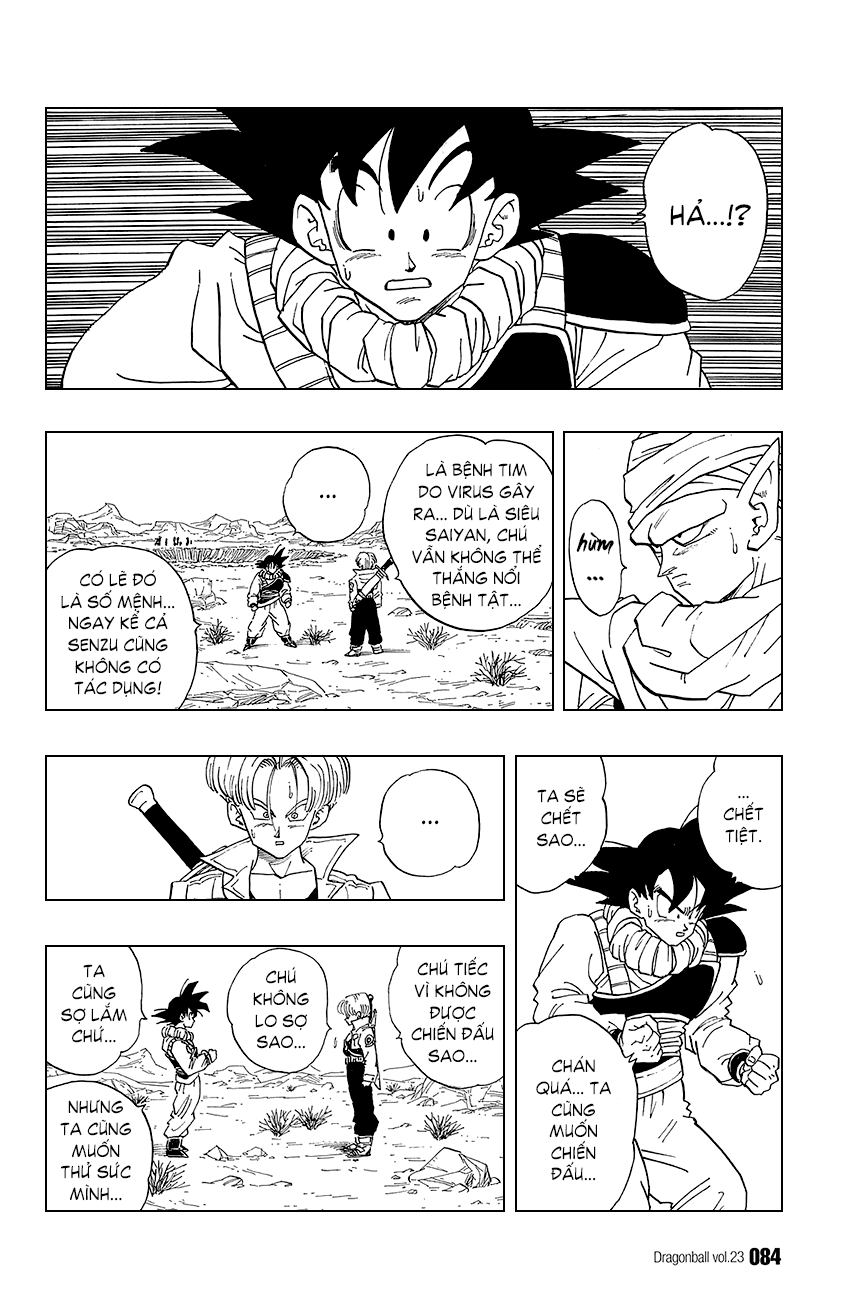 HẢ...!?
LÀ BỆNH TIM
DO VIRUS GÂY
RA... DÙ LÀ SIÊU
SAIYAN, CHÚ
VẪN KHÔNG THỂ
THẮNG NỔI
BỆNH TẬT...
...
CÓ LẼ ĐÓ
LÀ SỐ MỆNH...
NGAY KỂ CẢ
SENZU CŨNG
KHÔNG CÓ
TÁC DỤNG!
hừm
...
...
CHẾT
TIỆT.
TA SẼ
CHẾT
SAO...
CHÁN
QUÁ... TA
CŨNG
MUỐN
CHIẾN
ĐẤU...
...
CHÚ TIẾC
VÌ KHÔNG
ĐƯỢC
CHIẾN ĐẤU
SAO...
CHÚ
KHÔNG
LO SỢ
SAO...
TA
CŨNG
SỢ LẮM
CHỨ...
NHƯNG
TA CŨNG
MUỐN
THỬ SỨC
MÌNH...
Dragonball vol.23 084